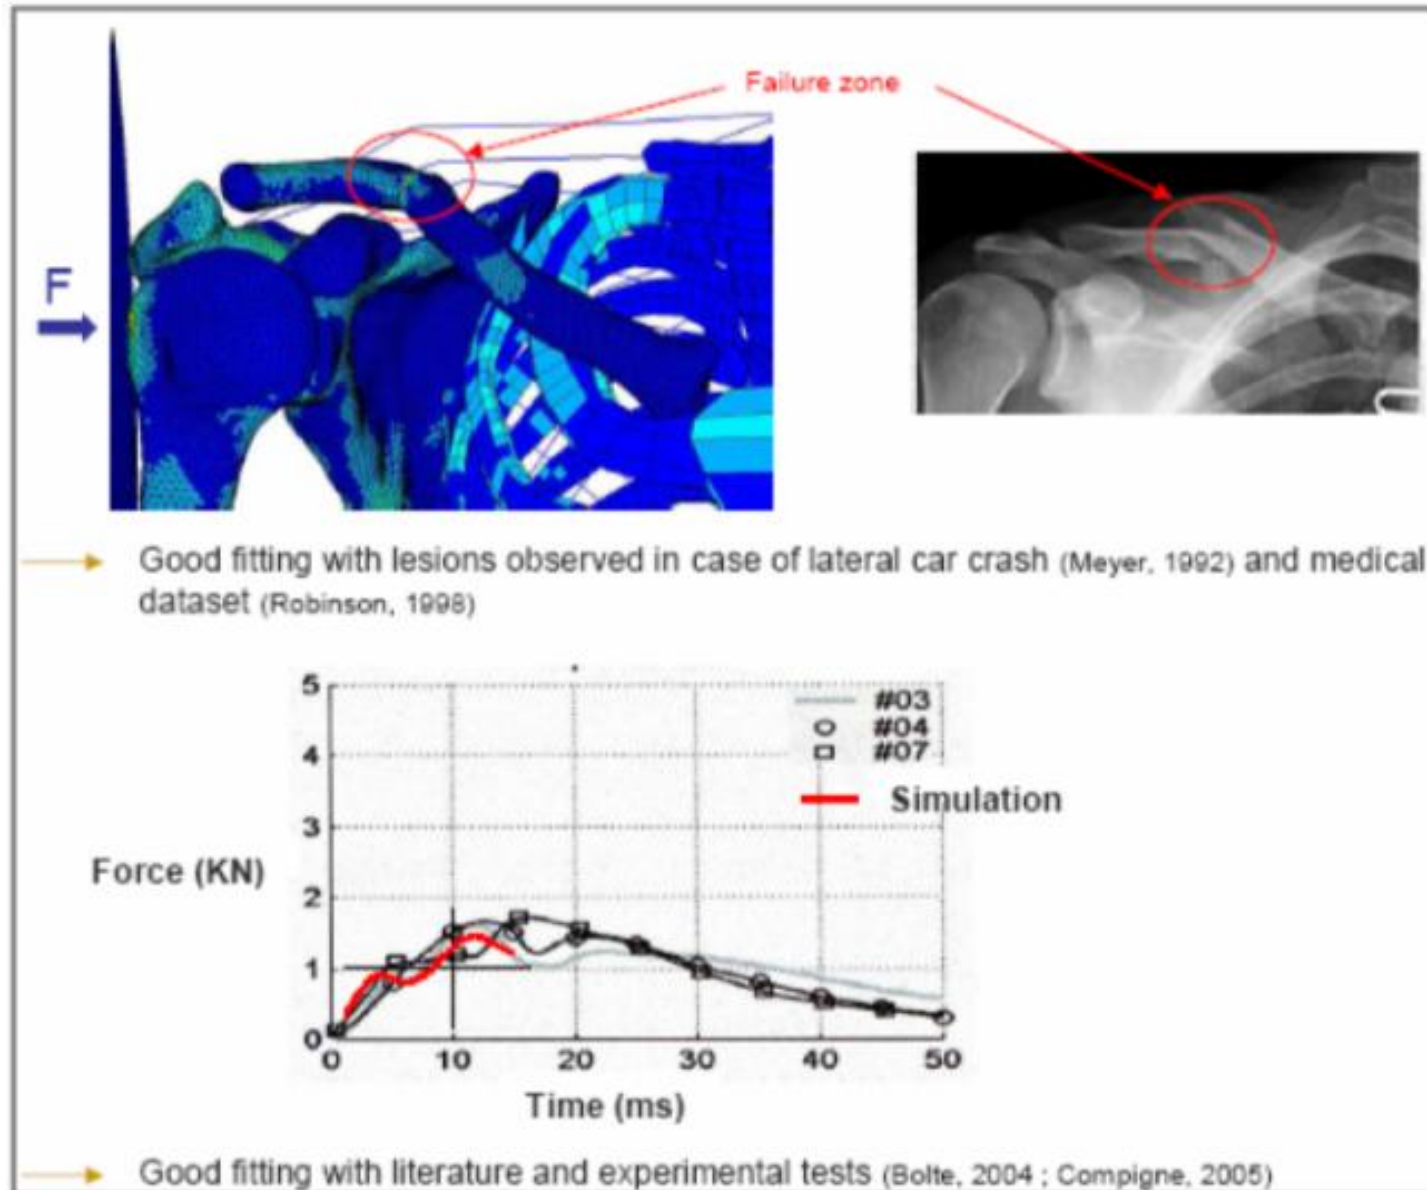 Failure zone
F
Good fitting with lesions observed in case of lateral car crash (Meyer, 1992) and medical
dataset (Robinson, 1998)
5
4
3
2
1
0
#03
#04
#07
Simulation
Force (KN)
0 10 20 30 40 50
Time (ms)
Good fitting with literature and experimental tests (Bolte, 2004 ; Compigne, 2005)